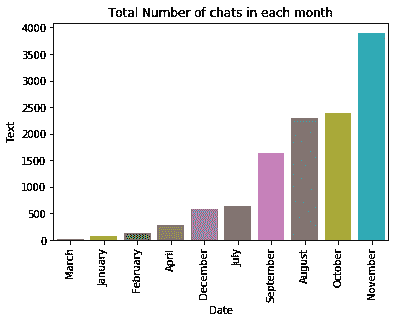 Total Number of chats in each month
Text
4000
3500
3000
2500
2000
1500
1000
500
0
March
January
February
April
December
July
September
August
October
November
Date